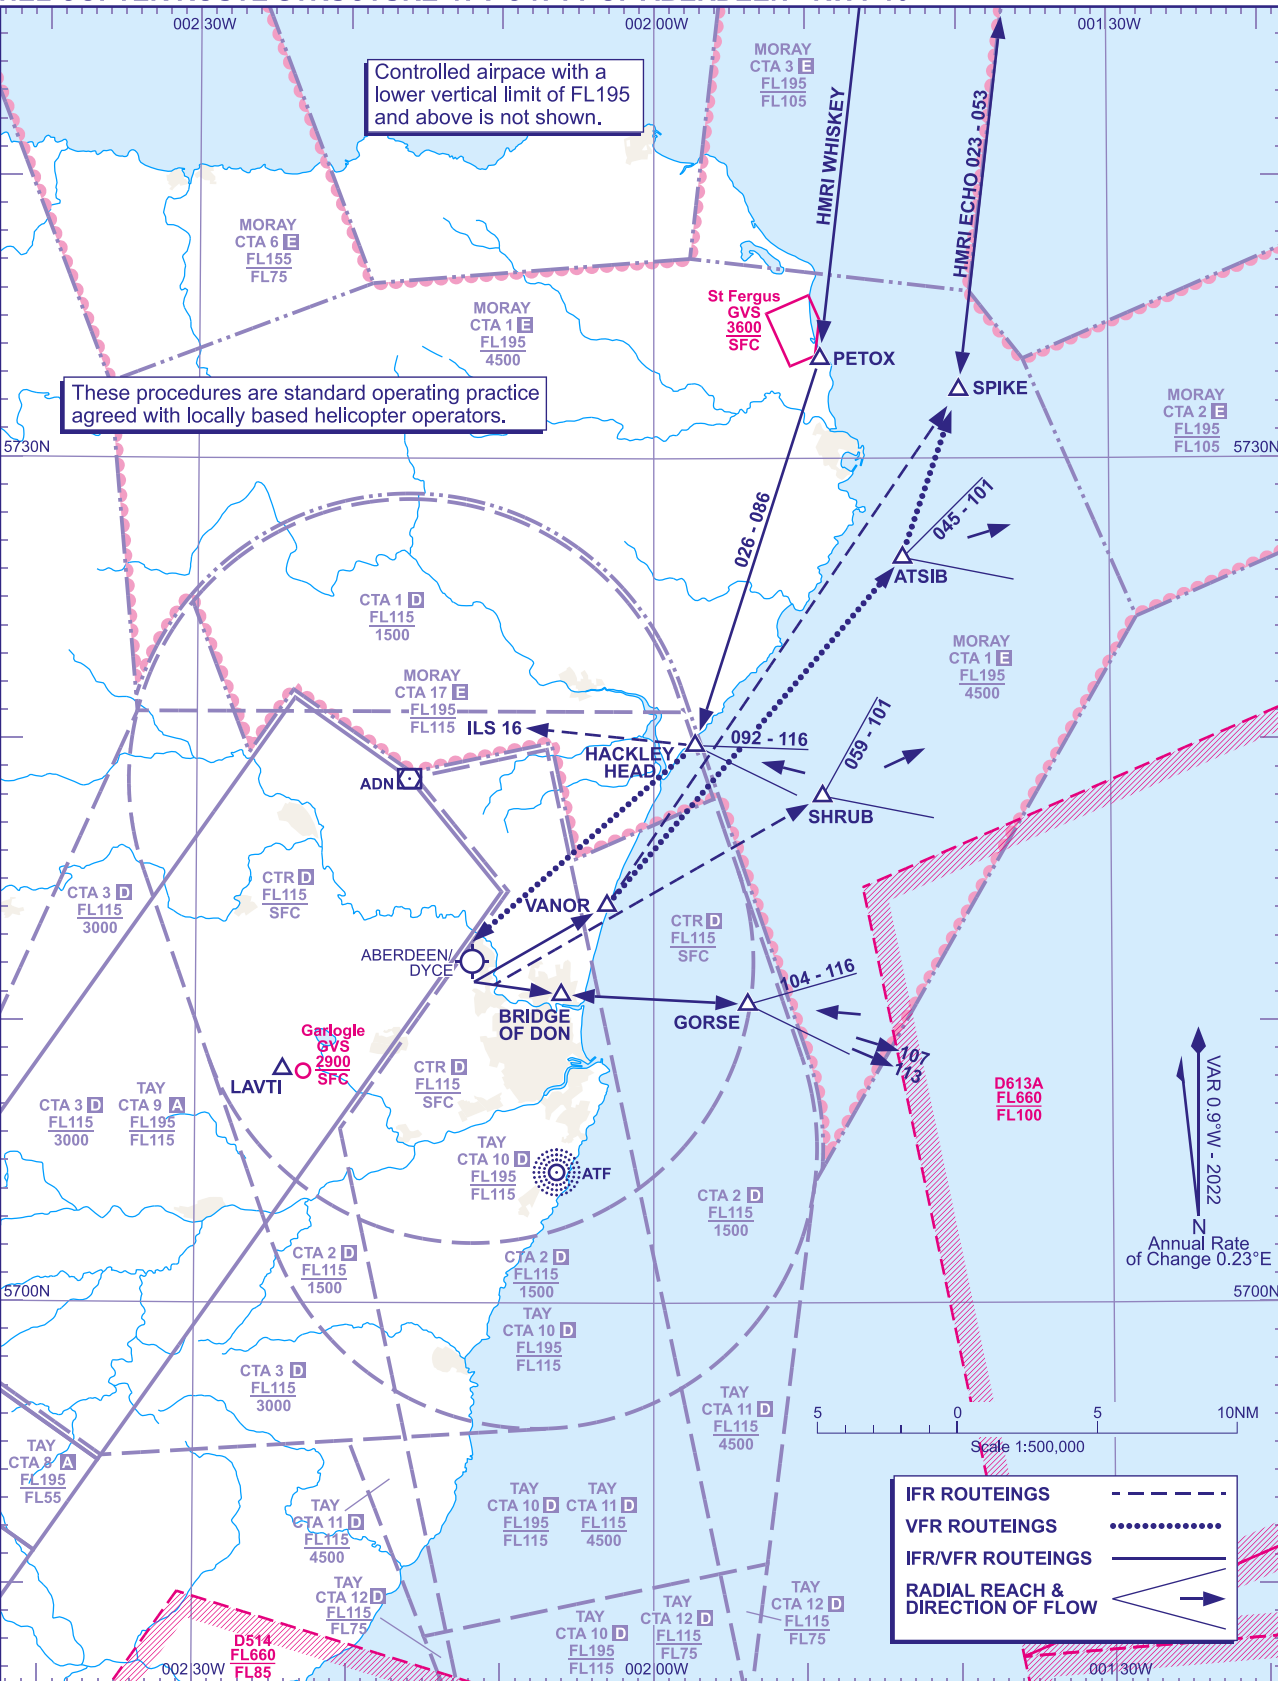 002°30W
002°00W
001°30W
Controlled airpace with a
lower vertical limit of FL195
and above is not shown.
MORAY
CTA 3 E
FL195
FL105
HMRI WHISKEY
HMRI ECHO 023 - 053
MORAY
CTA 6 E
FL155
FL75
MORAY
CTA 1 E
FL195
4500
St Fergus
GVS
3600
SFC
PETOX
SPIKE
These procedures are standard operating practice
agreed with locally based helicopter operators.
MORAY
CTA 2 E
FL195
FL105
5730N
5730N
026 - 086
045 - 101
ATSIB
CTA 1 D
FL115
1500
MORAY
CTA 1 E
FL195
4500
MORAY
CTA 17 E
FL195
FL115
ILS 16
HACKLEY
HEAD
092 - 116
059 - 101
ADN
SHRUB
CTA 3 D
FL115
3000
CTR D
FL115
SFC
VANOR
CTR D
FL115
SFC
ABERDEEN/
DYCE
104 - 116
BRIDGE
OF DON
GORSE
107
113
Garlogle
GVS
2900
SFC
LAVTI
CTR D
FL115
SFC
D613A
FL660
FL100
CTA 3 D
FL115
3000
TAY
CTA 9 A
FL195
FL115
VAR 0.9°W - 2022
N
Annual Rate
of Change 0.23°E
TAY
CTA 10 D
FL195
FL115
ATF
CTA 2 D
FL115
1500
CTA 2 D
FL115
1500
CTA 2 D
FL115
1500
5700N
5700N
TAY
CTA 10 D
FL195
FL115
CTA 3 D
FL115
3000
TAY
CTA 11 D
FL115
4500
5 0 5 10NM
Scale 1:500,000
TAY
CTA 8 A
FL195
FL55
TAY
CTA 11 D
FL115
4500
TAY
CTA 10 D
FL195
FL115
TAY
CTA 11 D
FL115
4500
IFR ROUTEINGS
VFR ROUTEINGS
IFR/VFR ROUTEINGS
RADIAL REACH &
DIRECTION OF FLOW
TAY
CTA 12 D
FL115
FL75
TAY
CTA 10 D
FL195
FL115
TAY
CTA 12 D
FL115
FL75
TAY
CTA 12 D
FL115
FL75
D514
FL660
FL85
002°30W
002°00W
001°30W